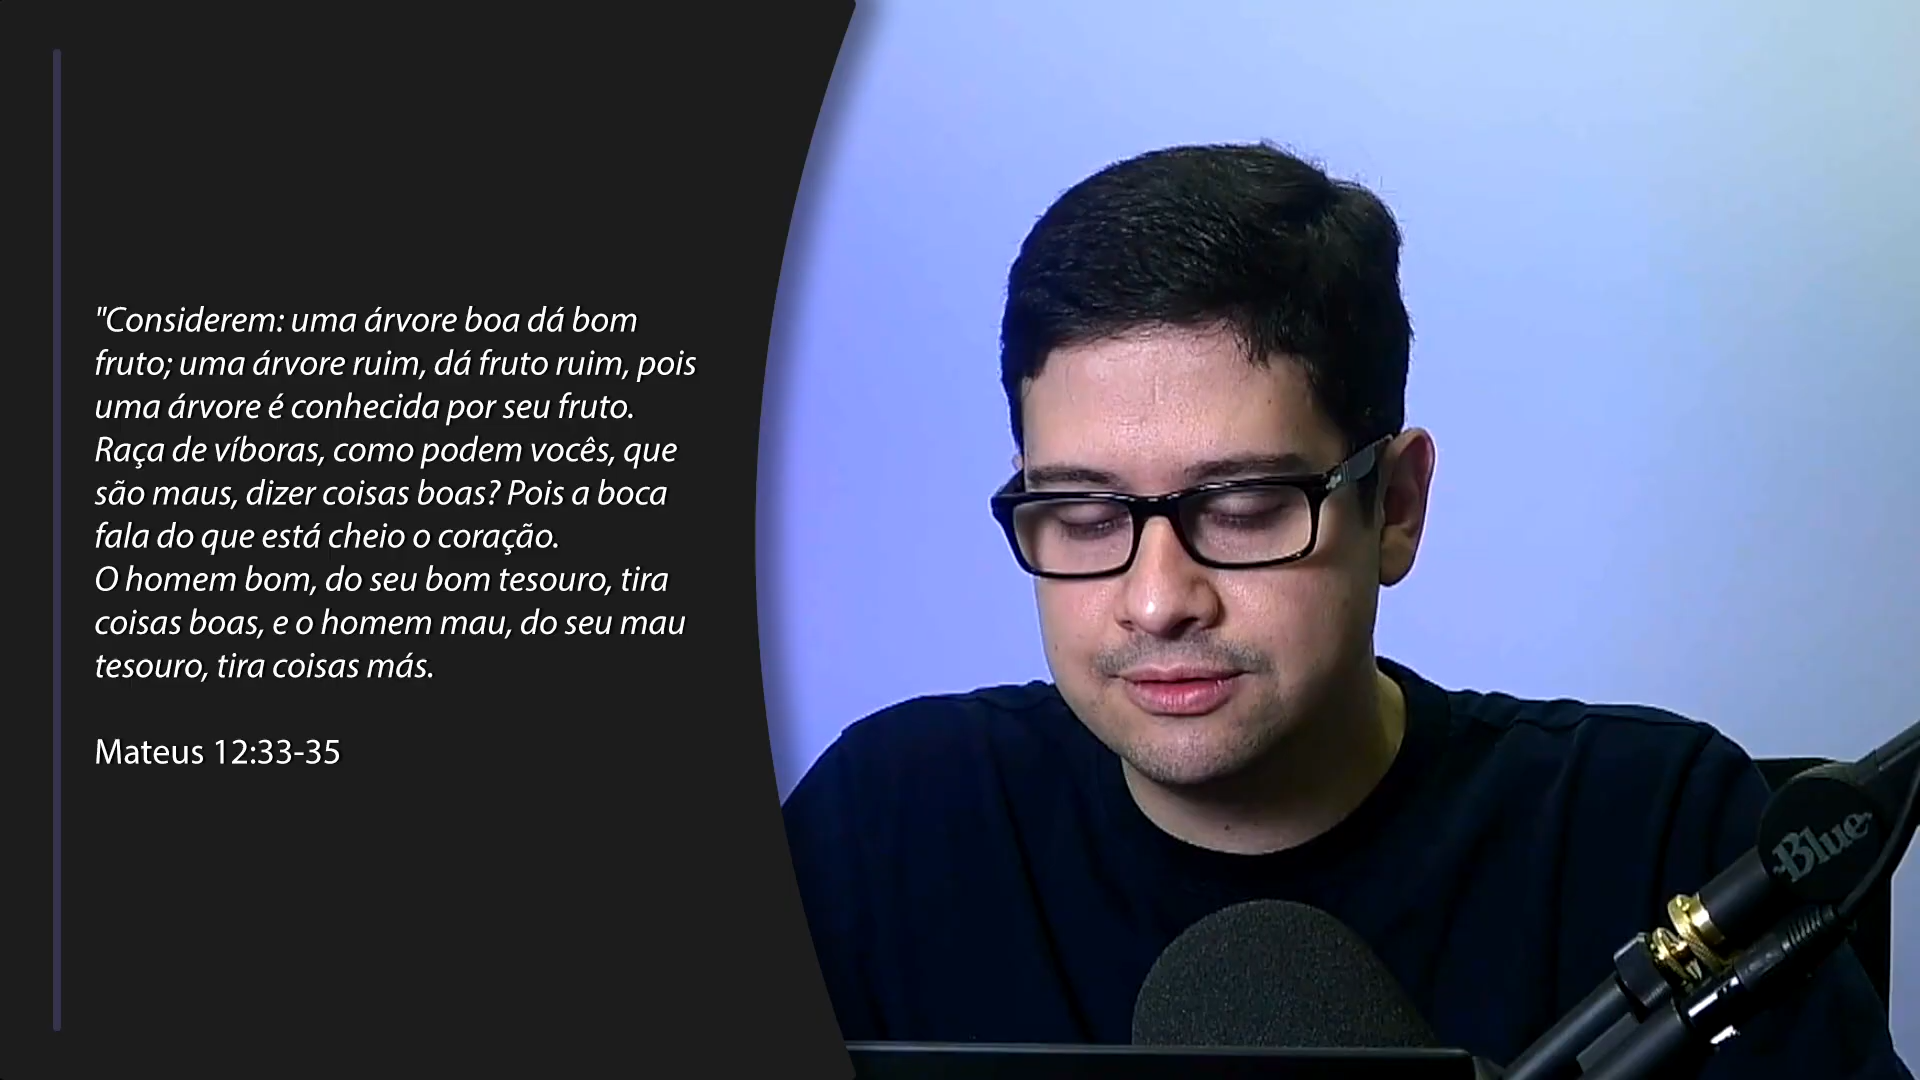 "Considerem: uma árvore boa dá bom
fruto; uma árvore ruim, dá fruto ruim, pois
uma árvore é conhecida por seu fruto.
Raça de víboras, como podem vocês, que
são maus, dizer coisas boas? Pois a boca
fala do que está cheio o coração.
O homem bom, do seu bom tesouro, tira
coisas boas, e o homem mau, do seu mau
tesouro, tira coisas más.
Mateus 12:33-35
Blue